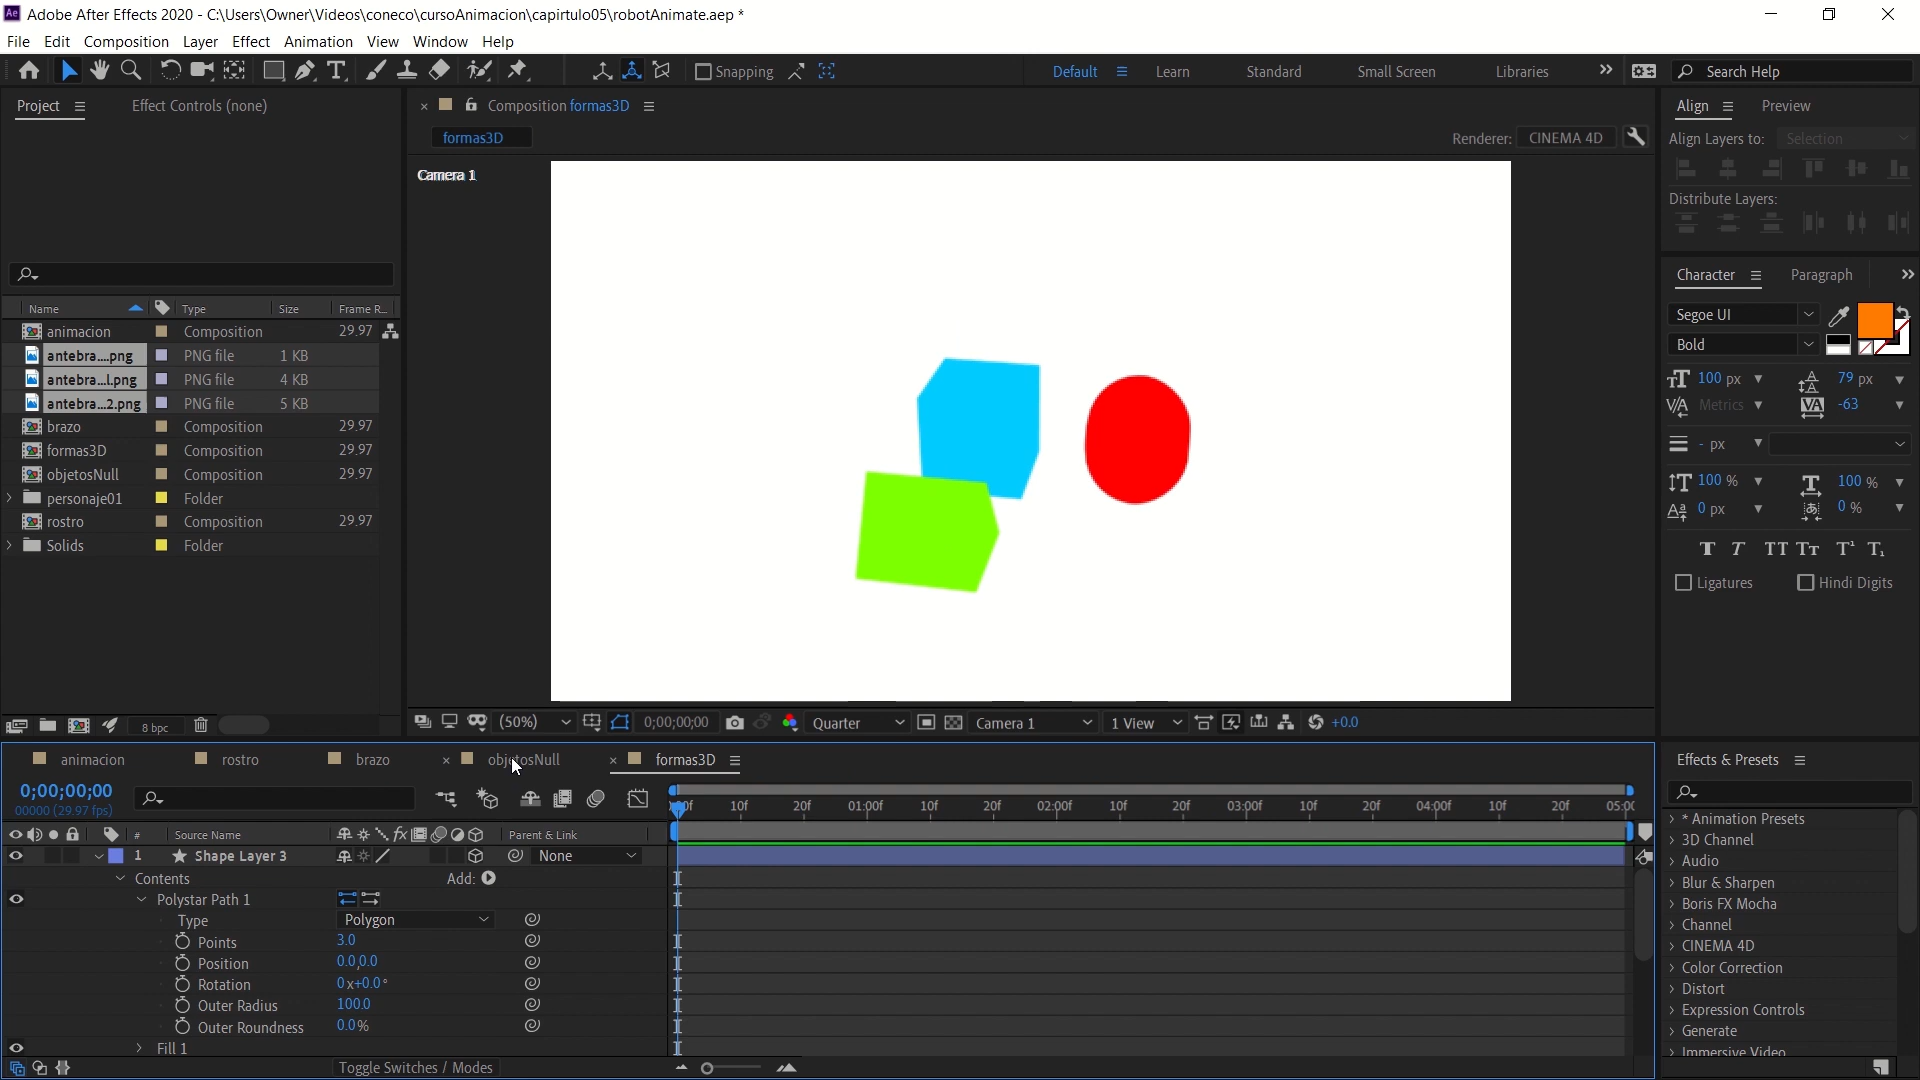 Adobe After Effects 2020 - C:\Users\Owner\Videos\coneco\cursoAnimacion\capirtulo05\robotAnimate.aep *
File Edit Composition Layer Effect Animation View Window Help
Snapping Default Learn Standard Small Screen Libraries Search Help
Project Effect Controls (none)
Composition formas3D
Align Preview
formas3D
Renderer: CINEMA 4D
Align Layers to: Selection
Camera 1
Distribute Layers:
Character Paragraph
Name Type Size Frame R...
Segoe UI
animacion Composition 29.97
Bold
antebra....png PNG file 1 KB
antebra...l.png PNG file 4 KB
antebra...2.png PNG file 5 KB
brazo Composition 29.97
formas3D Composition 29.97
objetosNull Composition 29.97
personaje01 Folder
rostro Composition 29.97
Solids Folder
100 px 79 px
Metrics -63
- px
100 % 100 %
0 px 0 %
Ligatures Hindi Digits
8 bpc
(50%) 0;00;00;00 Quarter Camera 1 1 View +0.0
animacion rostro brazo objetosNull formas3D
Effects & Presets
0;00;00;00
00000 (29.97 fps)
10f 20f 01:00f 10f 20f 02:00f 10f 20f 03:00f 10f 20f 04:00f 10f 20f
# Source Name Parent & Link
1 Shape Layer 3 None
Contents Add:
Polystar Path 1
Type Polygon
Points 3.0
Position 0.0,0.0
Rotation 0x+0.0°
Outer Radius 100.0
Outer Roundness 0.0%
Fill 1
Toggle Switches / Modes
* Animation Presets
3D Channel
Audio
Blur & Sharpen
Boris FX Mocha
Channel
CINEMA 4D
Color Correction
Distort
Expression Controls
Generate
Immersive Video